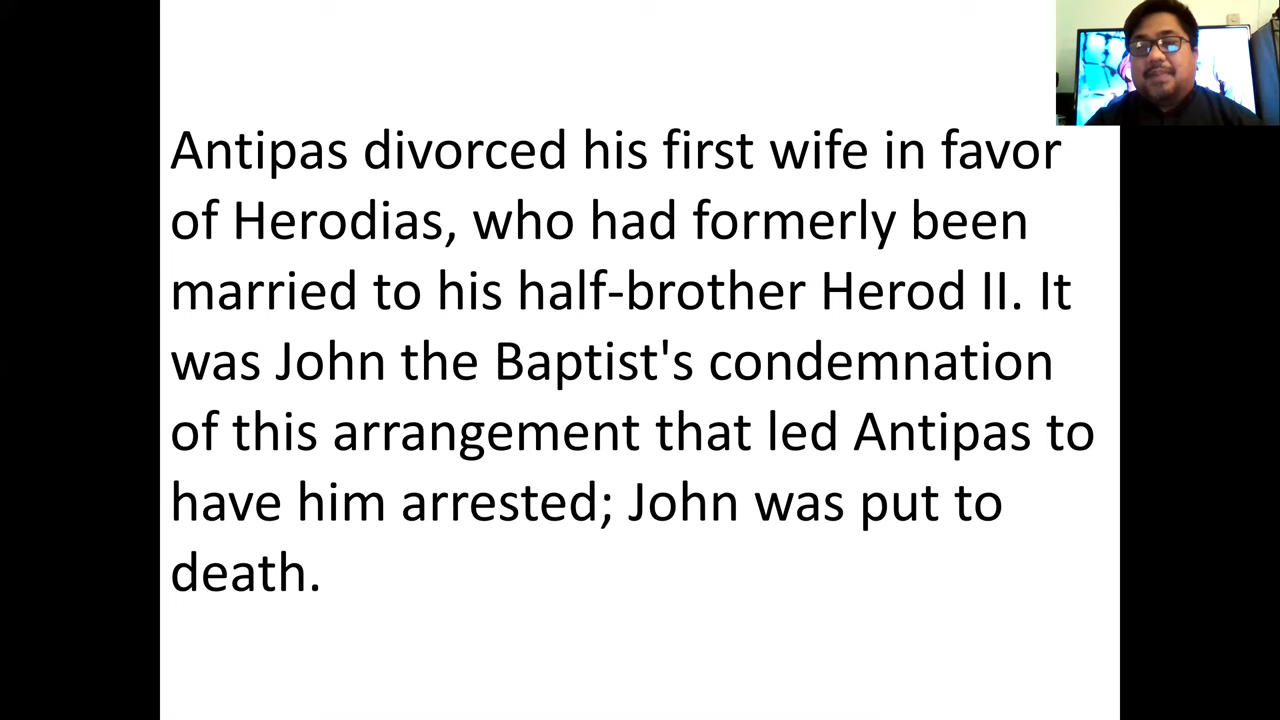 Antipas divorced his first wife in favor
of Herodias, who had formerly been
married to his half-brother Herod II. It
was John the Baptist's condemnation
of this arrangement that led Antipas to
have him arrested; John was put to
death.